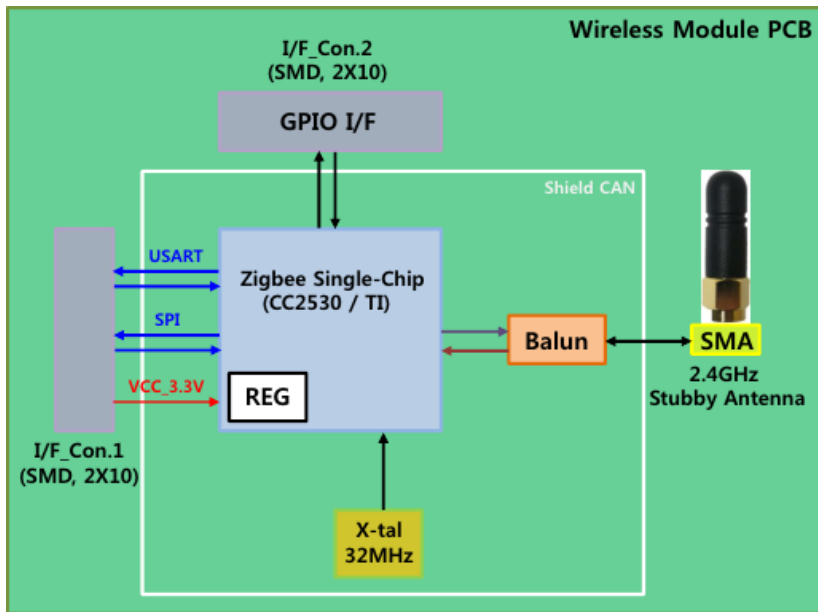 Wireless Module PCB
I/F_Con.2
(SMD, 2X10)
GPIO I/F
Shield CAN
USART
SPI
VCC_3.3V
Zigbee Single-Chip
(CC2530 / TI)
REG
Balun
SMA
2.4GHz
Stubby Antenna
I/F_Con.1
(SMD, 2X10)
X-tal
32MHz